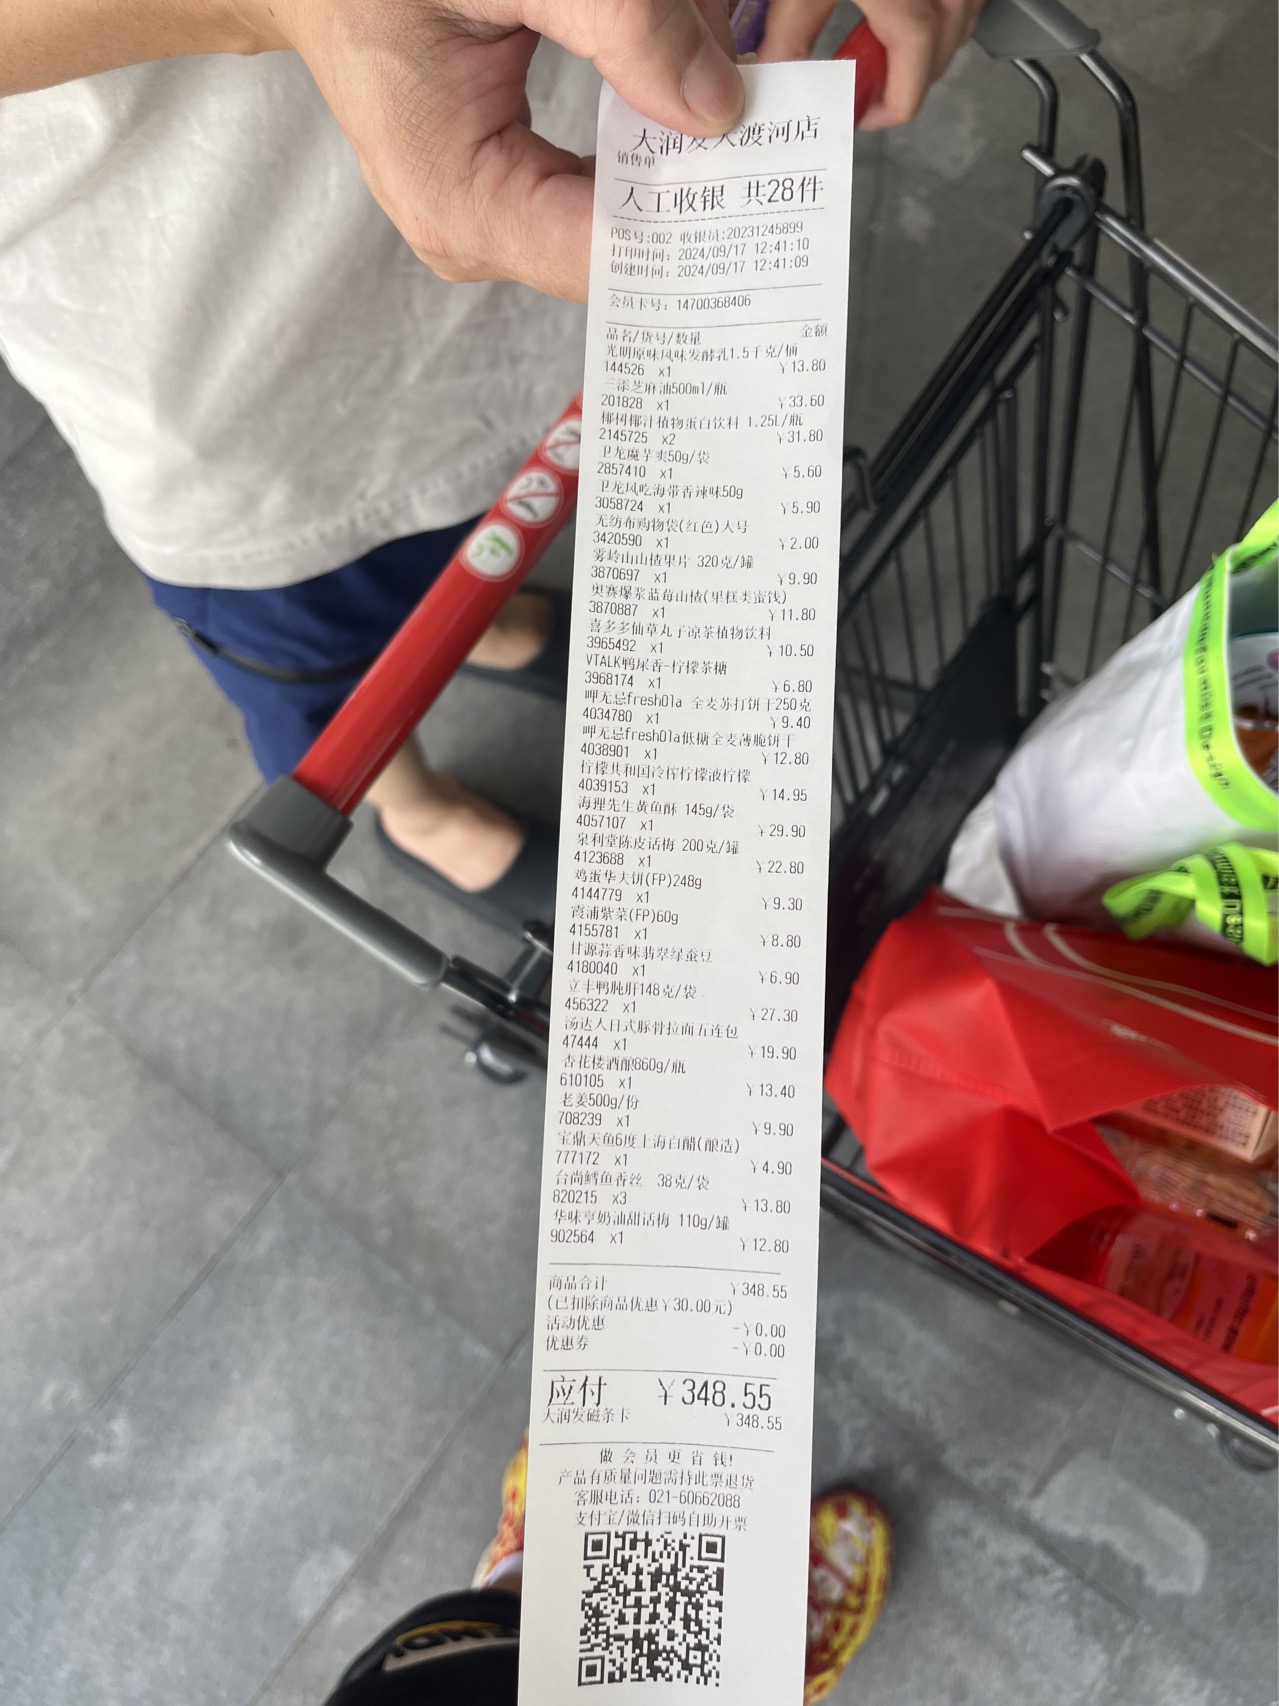 大润发大渡河店
销售单
人工收银 共28件
POS号:002 收银员:20231245899
打印时间: 2024/09/17 12:41:10
创建时间: 2024/09/17 12:41:09
会员卡号: 14700368406
品名/货号/数量 金额
光明原味风味发酵乳1.5千克/桶
144526 x1 ￥13.80
三添芝麻油500ml/瓶
201828 x1 ￥33.60
椰树椰汁植物蛋白饮料 1.25L/瓶
2145725 x2 ￥31.80
卫龙魔芋爽50g/袋
2857410 x1 ￥5.60
卫龙风吃海带香辣味50g
3058724 x1 ￥5.90
无纺布购物袋(红色)大号
3420590 x1 ￥2.00
雾岭山山楂果片 320克/罐
3870697 x1 ￥9.90
奥赛爆浆蓝莓山楂(果糕类蜜饯)
3870887 x1 ￥11.80
喜多多仙草丸子凉茶植物饮料
3965492 x1 ￥10.50
VTALK鸭屎香-柠檬茶糖
3968174 x1 ￥6.80
呷无忌freshOla 全麦苏打饼干250克
4034780 x1 ￥9.40
呷无忌freshOla低糖全麦薄脆饼干
4038901 x1 ￥12.80
柠檬共和国冷榨柠檬液柠檬
4039153 x1 ￥14.95
海理先生黄鱼酥 145g/袋
4057107 x1 ￥29.90
泉利堂陈皮话梅 200克/罐
4123688 x1 ￥22.80
鸡蛋华夫饼(FP)248g
4144779 x1 ￥9.30
霞浦紫菜(FP)60g
4155781 x1 ￥8.80
甘源蒜香味翡翠绿蚕豆
4180040 x1 ￥6.90
立丰鸭肫肝148克/袋
456322 x1 ￥27.30
汤达人日式豚骨拉面五连包
47444 x1 ￥19.90
杏花楼酒酿860g/瓶
610105 x1 ￥13.40
老姜500g/份
708239 x1 ￥9.90
宝鼎天鱼6度上海白醋(酿造)
777172 x1 ￥4.90
台尚鳕鱼香丝 38克/袋
820215 x3 ￥13.80
华味亨奶油甜话梅 110g/罐
902564 x1 ￥12.80
商品合计 ￥348.55
(已扣除商品优惠￥30.00元)
活动优惠 -￥0.00
优惠券 -￥0.00
应付 ￥348.55
大润发磁条卡 ￥348.55
做会员更省钱!
产品有质量问题需持此票退货
客服电话: 021-60662088
支付宝/微信扫码自助开票